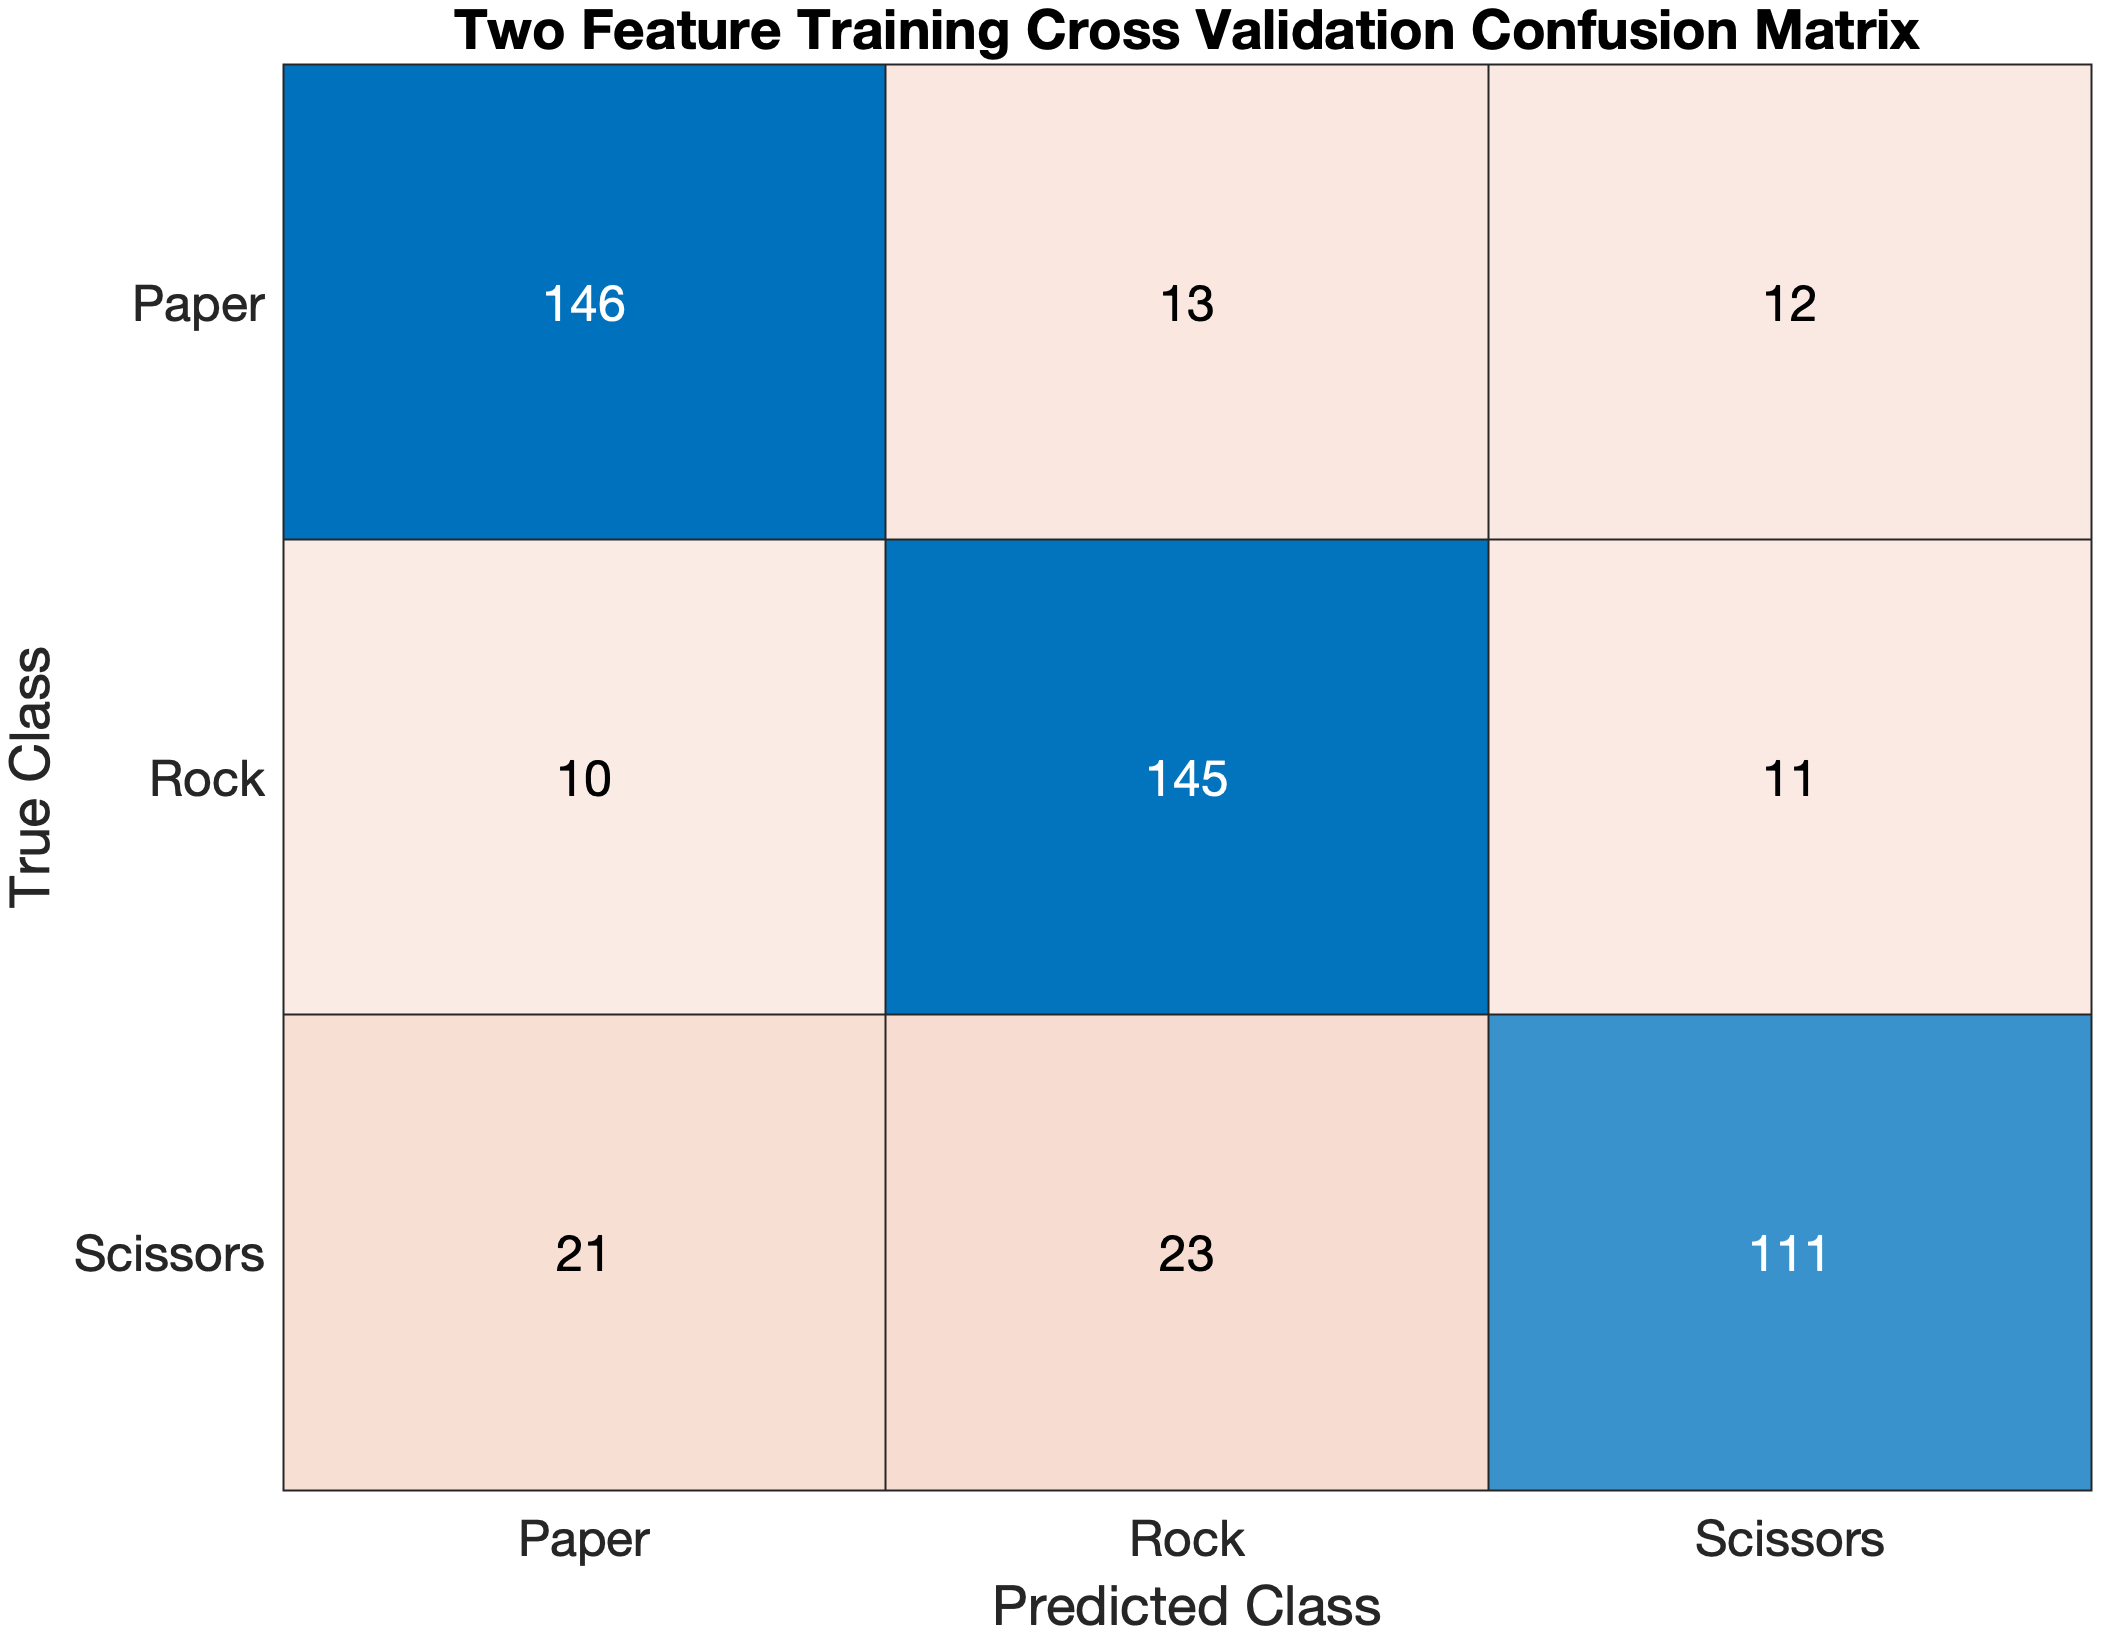 Two Feature Training Cross Validation Confusion Matrix
True Class
Paper 146 13 12
Rock 10 145 11
Scissors 21 23 111
Paper Rock Scissors
Predicted Class